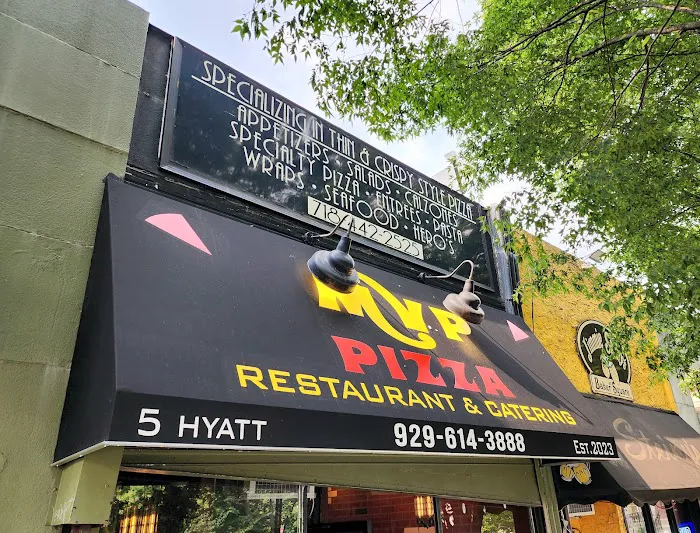 SPECIALIZING IN THIN & CRISPY STYLE PIZZA
APPETIZERS • SALADS • CALZONES
SPECIALTY PIZZA • ENTREES • PASTA
WRAPS • SEAFOOD • HEROS
718/442-2525
MVP
PIZZA
RESTAURANT & CATERING
5 HYATT
929-614-3888
EST. 2023